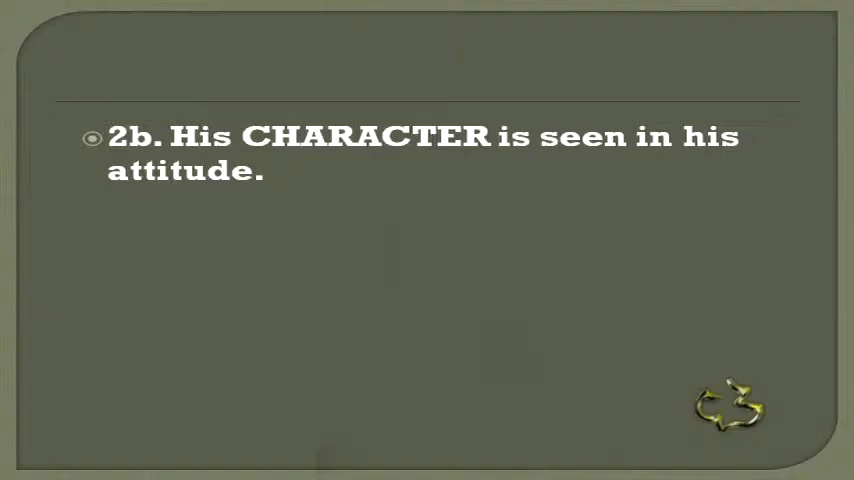 2b. His CHARACTER is seen in his
attitude.